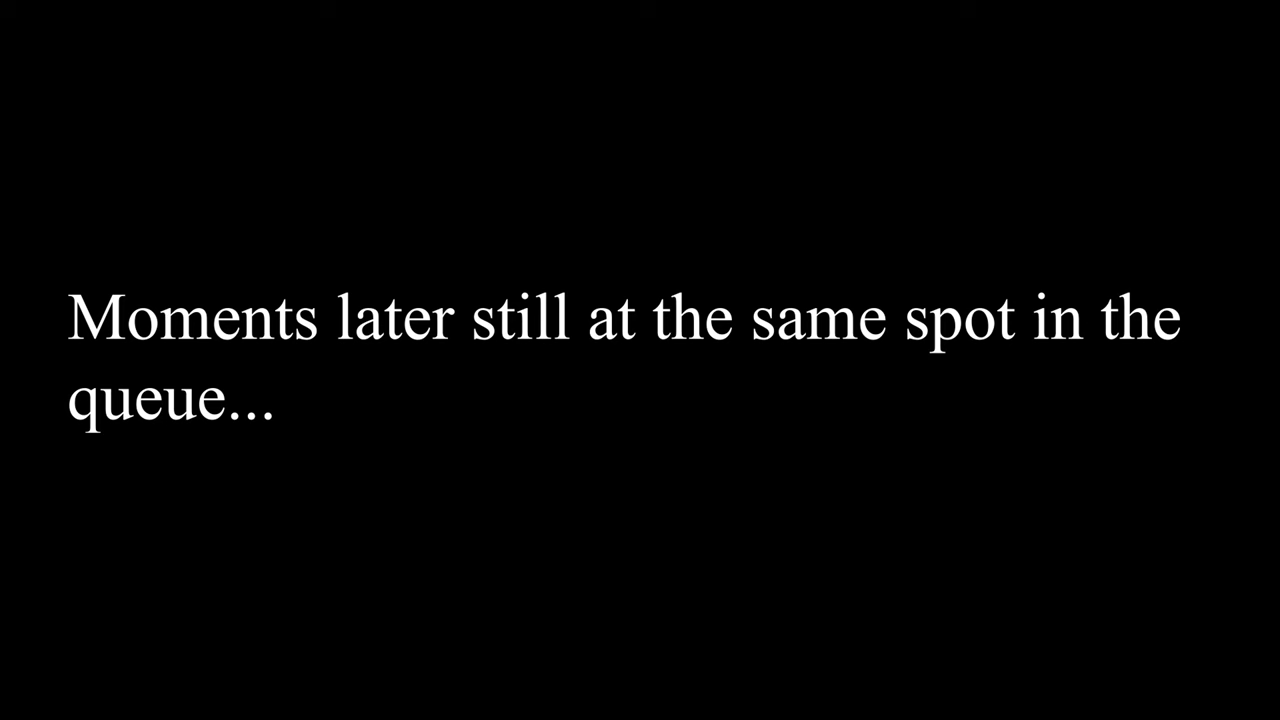 Moments later still at the same spot in the
queue...